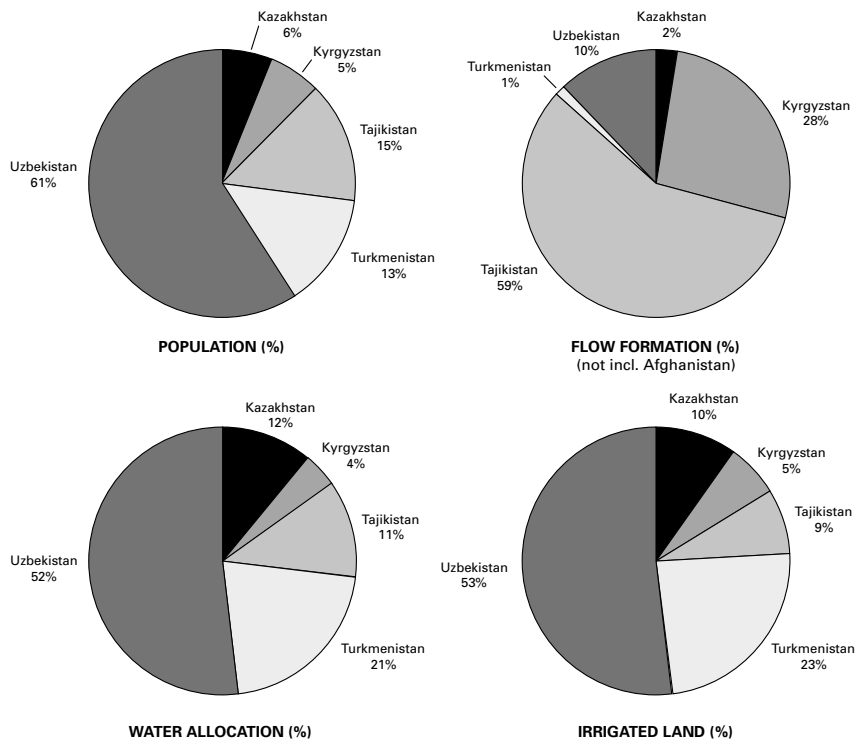 Kazakhstan
6%
Kyrgyzstan
5%
Tajikistan
15%
Turkmenistan
13%
Uzbekistan
61%
POPULATION (%)
Kazakhstan
2%
Kyrgyzstan
28%
Tajikistan
59%
Turkmenistan
1%
Uzbekistan
10%
FLOW FORMATION (%)
(not incl. Afghanistan)
Kazakhstan
12%
Kyrgyzstan
4%
Tajikistan
11%
Turkmenistan
21%
Uzbekistan
52%
WATER ALLOCATION (%)
Kazakhstan
10%
Kyrgyzstan
5%
Tajikistan
9%
Turkmenistan
23%
Uzbekistan
53%
IRRIGATED LAND (%)